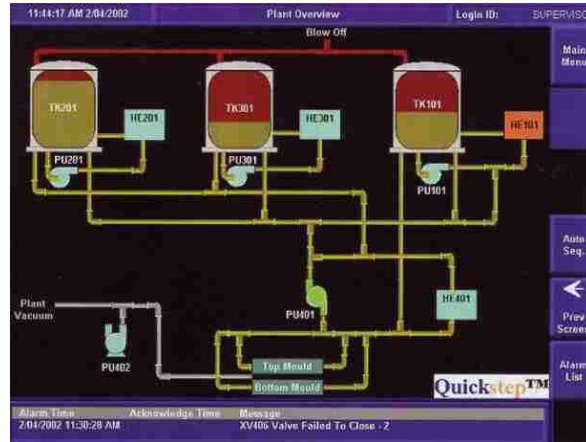 11:44:17 AM 2/04/2002 Plant Overview Login ID: SUPERVISO
Blow Off
Main Menu
TK201
HE201
TK301
HE301
TK101
HE101
PU201
PU301
PU101
Auto Seq.
Plant Vacuum
PU401
HE401
Prev Screen
PU402
Top Mould
Bottom Mould
Alarm List
Quickstep™
Alarm Time Acknowledge Time Message
2/04/2002 11:30:28 AM XV406 Valve Failed To Close - 2